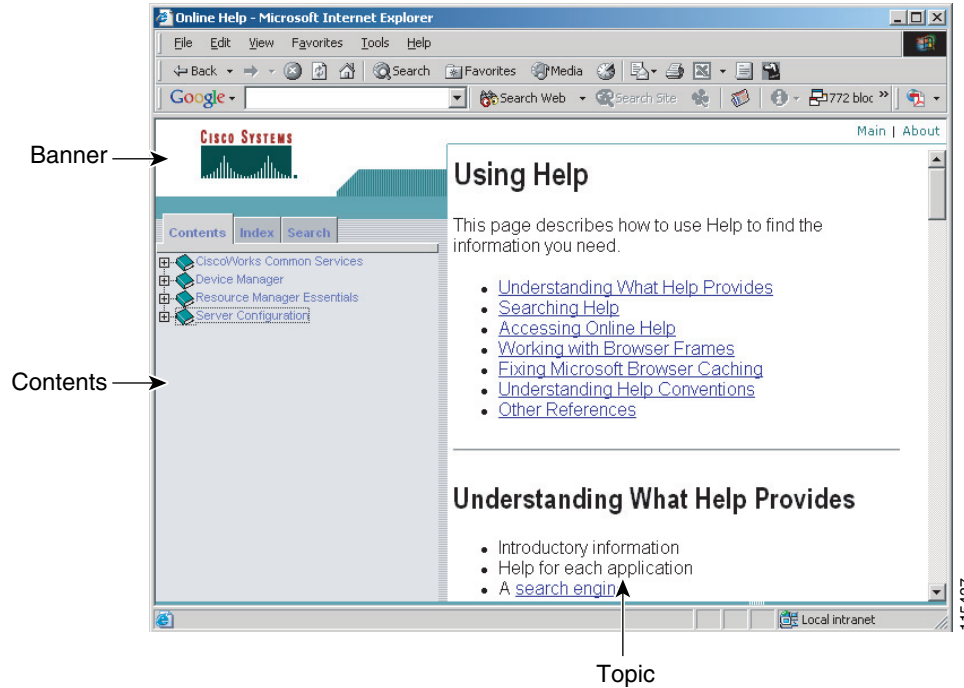 Online Help - Microsoft Internet Explorer
File Edit View Favorites Tools Help
Back Search Favorites Media
Google Search Web Search Site 772 bloc »
CISCO SYSTEMS
Main | About
Banner
Using Help
This page describes how to use Help to find the
information you need.
Contents Index Search
CiscoWorks Common Services
Device Manager
Resource Manager Essentials
Server Configuration
Understanding What Help Provides
Searching Help
Accessing Online Help
Working with Browser Frames
Fixing Microsoft Browser Caching
Understanding Help Conventions
Other References
Contents
Understanding What Help Provides
Introductory information
Help for each application
A search engin
Local intranet
Topic